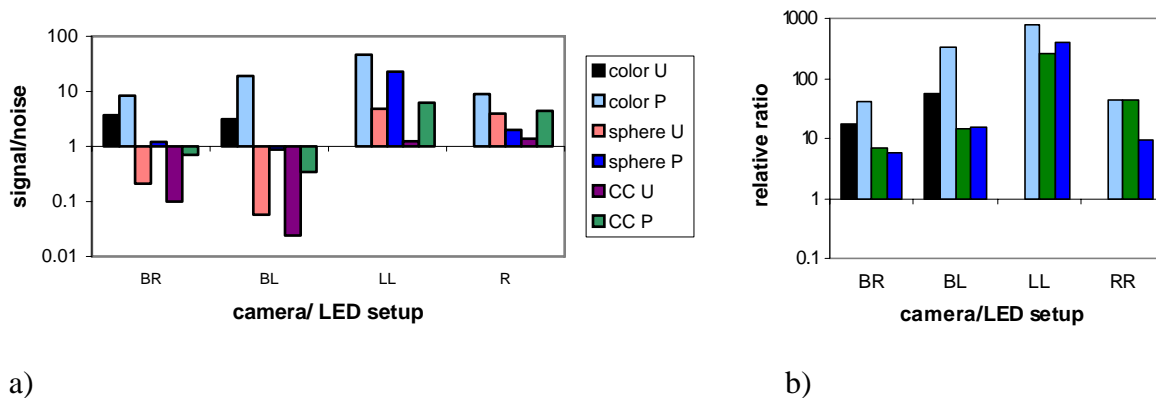 100
10
1
0.1
0.01
signal/noise
BR BL LL R
camera/ LED setup
color U
color P
sphere U
sphere P
CC U
CC P
a)
1000
100
10
1
0.1
relative ratio
BR BL LL RR
camera/LED setup
b)